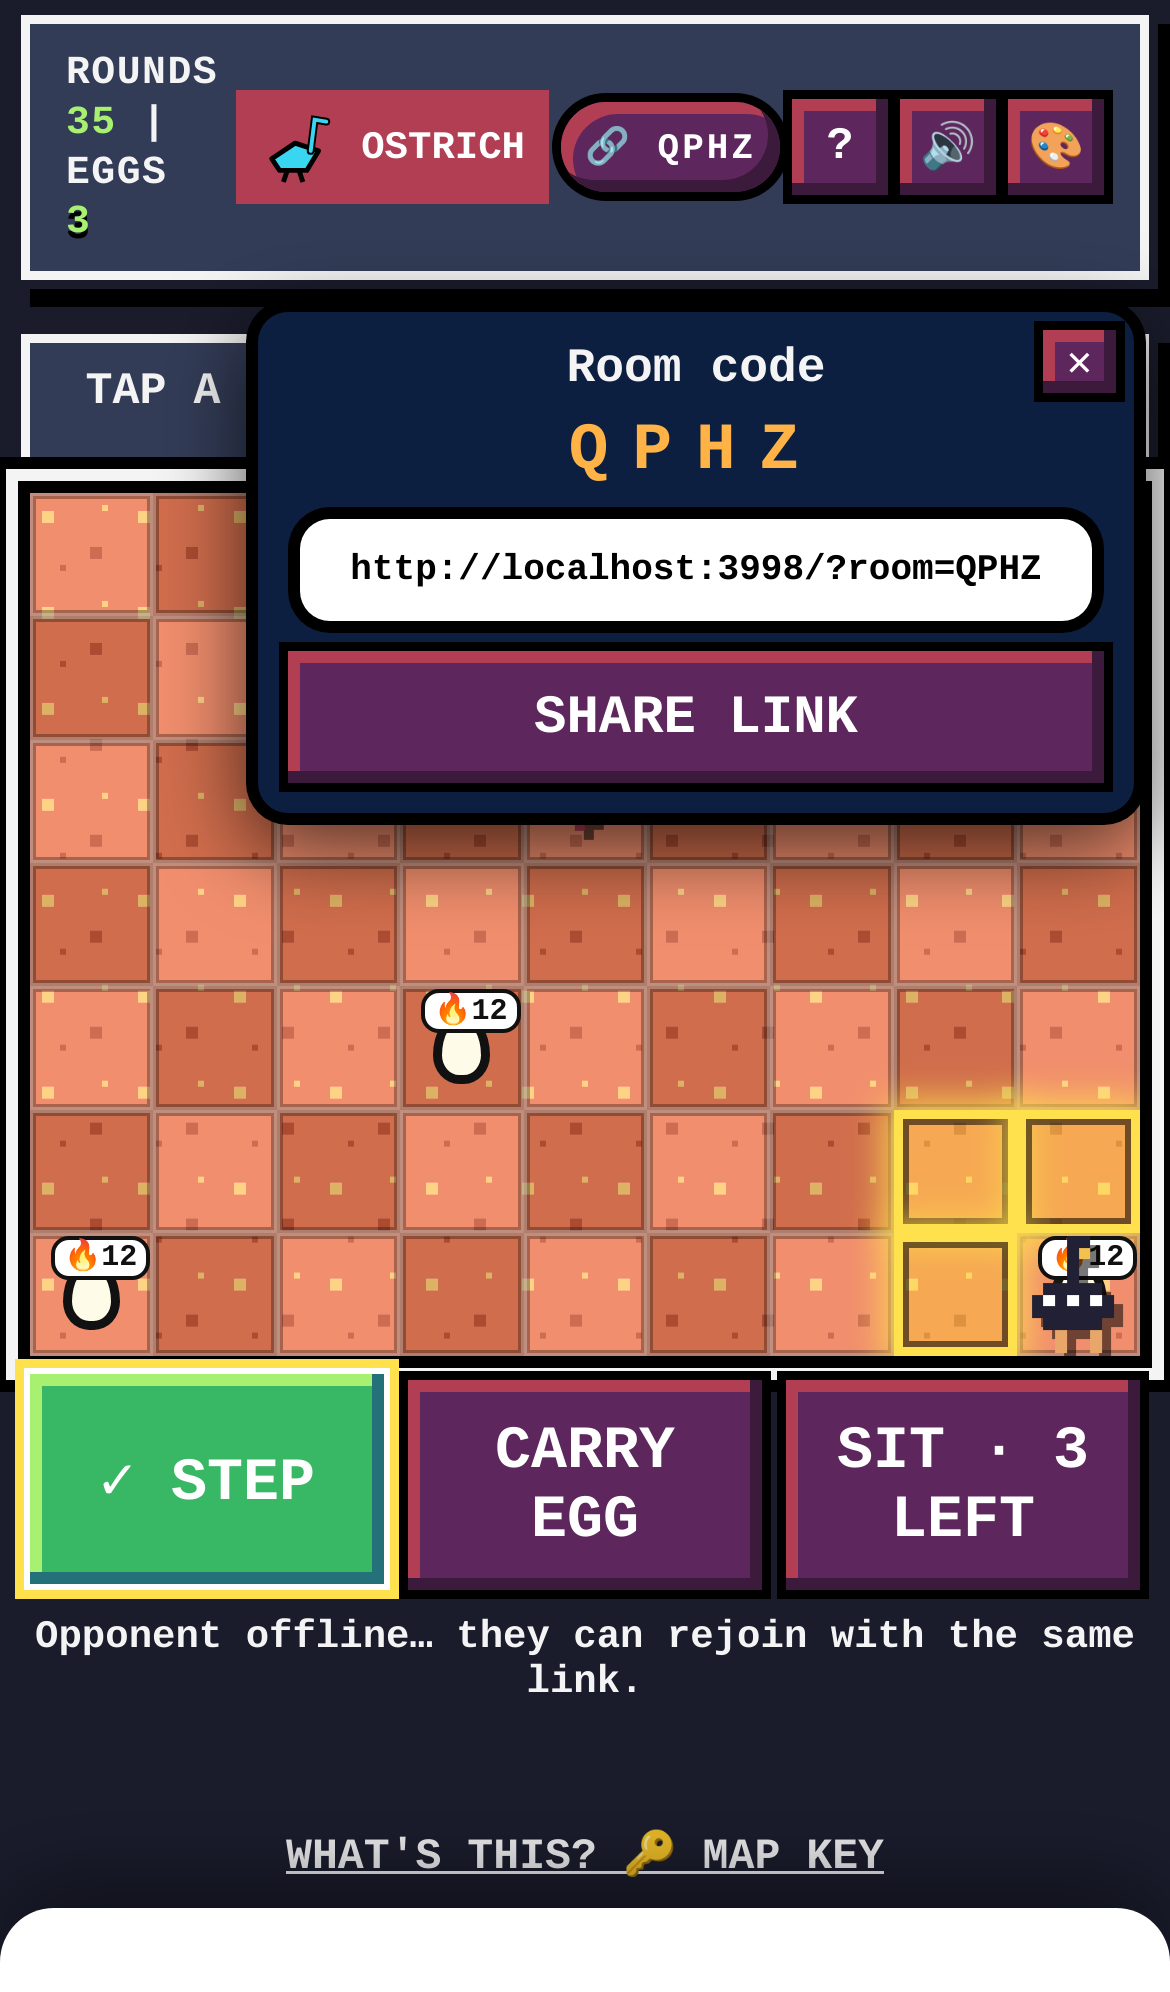 ROUNDS
35 |
EGGS
3
OSTRICH
QPHZ
?
Room code
×
QPHZ
TAP A
http://localhost:3998/?room=QPHZ
SHARE LINK
12
12
12
✓ STEP
CARRY
EGG
SIT · 3
LEFT
Opponent offline… they can rejoin with the same
link.
WHAT'S THIS? 🔑 MAP KEY